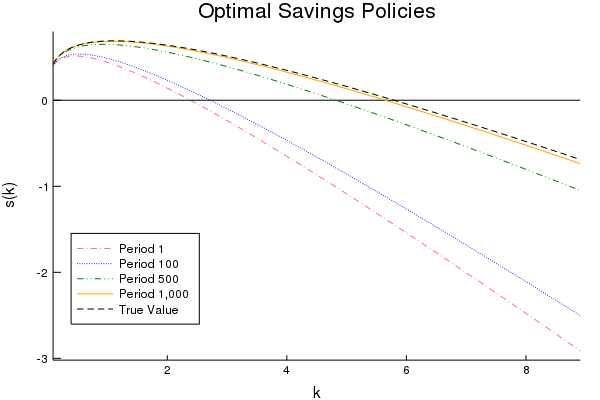 Optimal Savings Policies
s(k)
0
-1
-2
-3
Period 1
Period 100
Period 500
Period 1,000
True Value
2
4
6
8
k